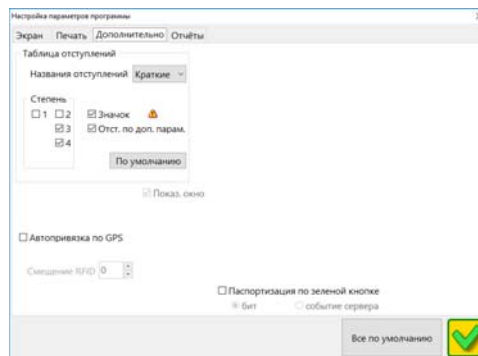 Настройка параметров программы
Экран Печать Дополнительно Отчёты
Таблица отступлений
Названия отступлений Краткие
Степень
1 2 Значок
3 Отст. по доп. парам.
4
По умолчанию
Показ. окно
Автопривязка по GPS
Смещение RFID 0
Паспортизация по зеленой кнопке
бит событие сервера
Все по умолчанию